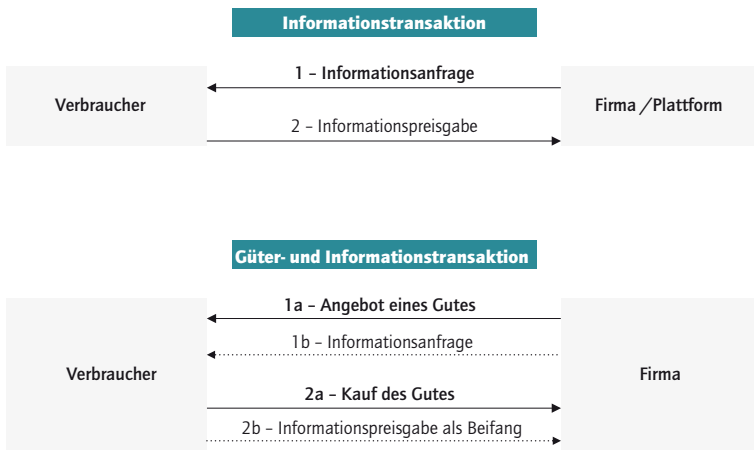 Informationstransaktion
1 – Informationsanfrage
Verbraucher
Firma / Plattform
2 – Informationspreisgabe
Güter- und Informationstransaktion
1a – Angebot eines Gutes
1b – Informationsanfrage
Verbraucher
Firma
2a – Kauf des Gutes
2b – Informationspreisgabe als Beifang